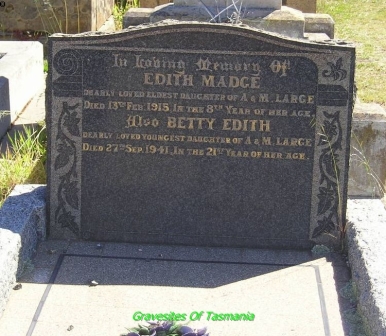 In Loving Memory Of
EDITH MADGE
DEARLY LOVED ELDEST DAUGHTER OF A & M. LARGE
DIED 13TH FEB. 1915, IN THE 8TH YEAR OF HER AGE.
Also BETTY EDITH
DEARLY LOVED YOUNGEST DAUGHTER OF A & M. LARGE
DIED 27TH SEP. 1941, IN THE 21ST YEAR OF HER AGE.
Gravesites Of Tasmania